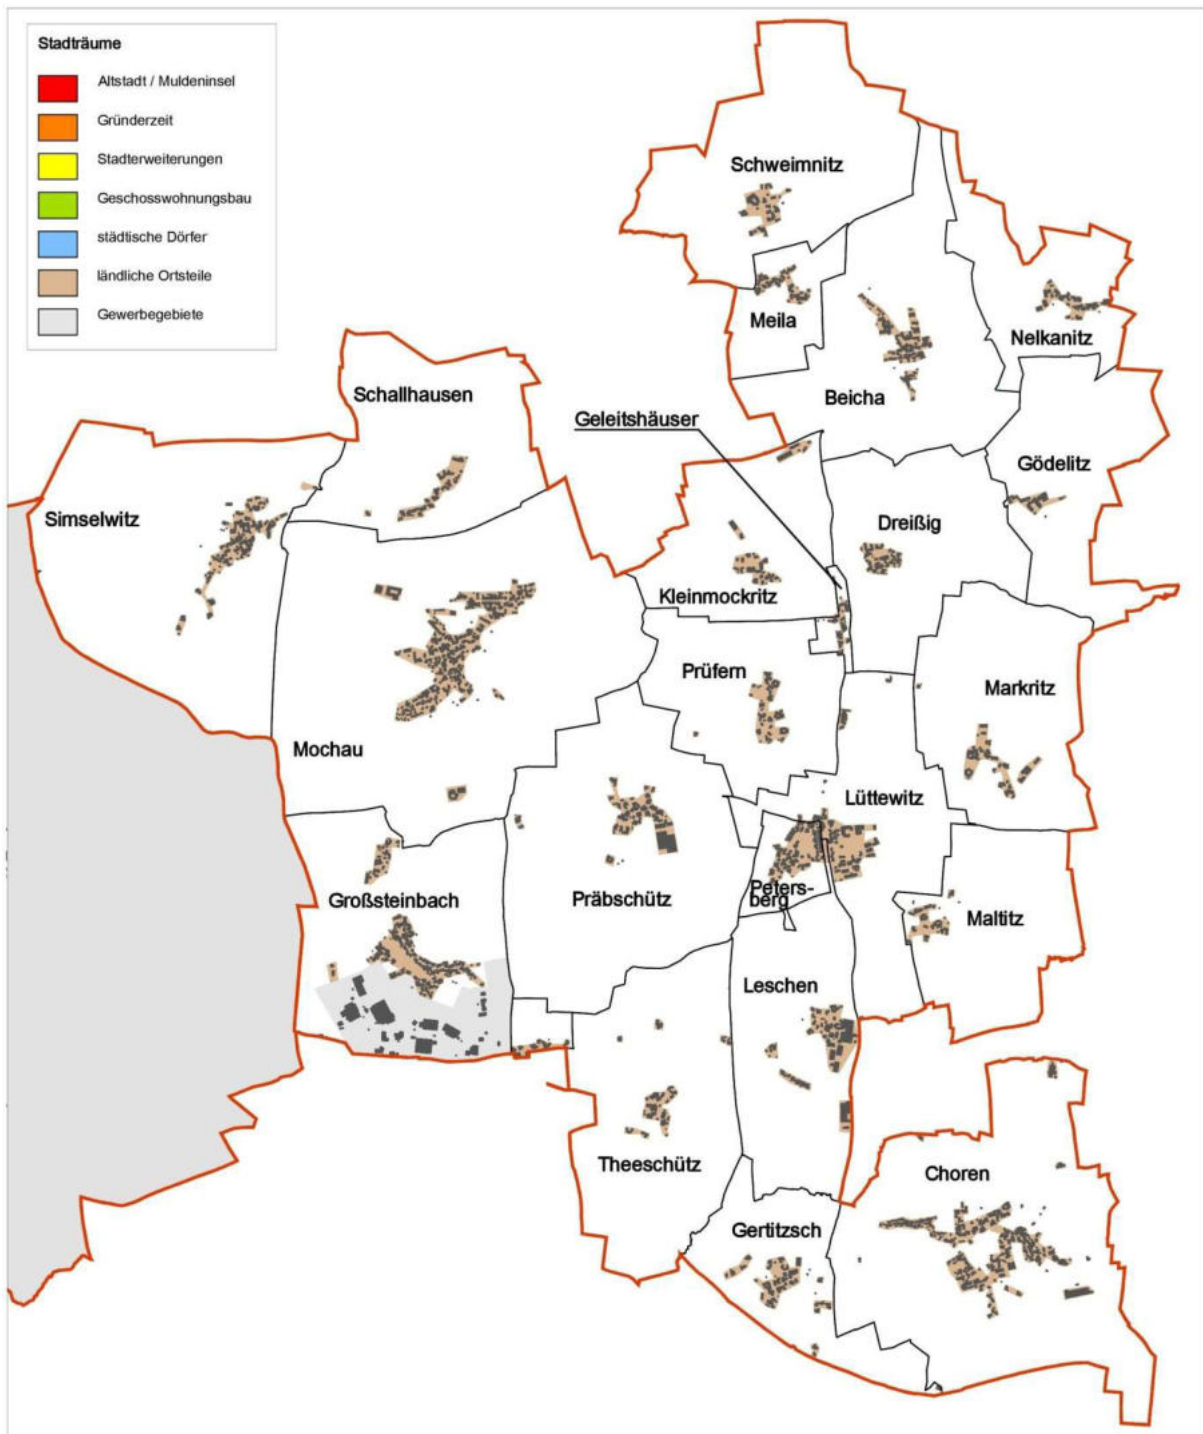 Stadträume
Altstadt / Muldeninsel
Gründerzeit
Stadterweiterungen
Geschosswohnungsbau
städtische Dörfer
ländliche Ortsteile
Gewerbegebiete
Schweimnitz
Meila
Nelkanitz
Beicha
Schallhausen
Geleitshäuser
Gödelitz
Simselwitz
Dreißig
Kleinmockritz
Prüfern
Markritz
Mochau
Lüttewitz
Peters-
berg
Großsteinbach
Präbschütz
Maltitz
Leschen
Theeschütz
Choren
Gertitzsch